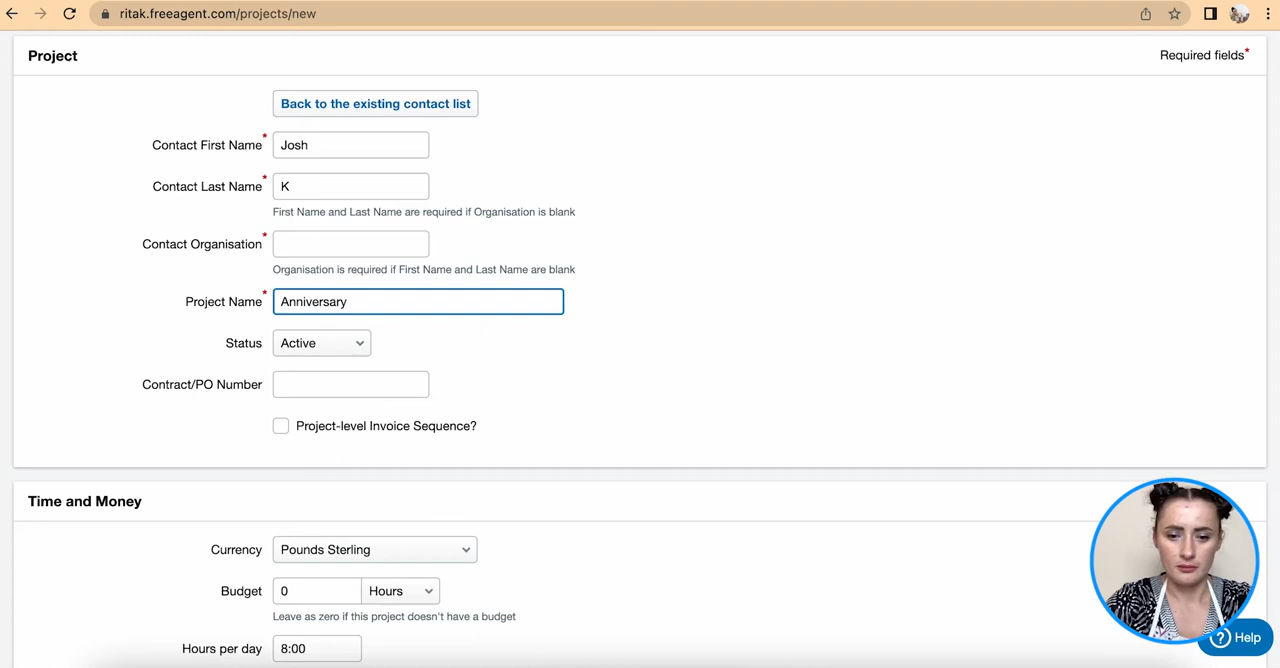 ritak.freeagent.com/projects/new
Project
Required fields*
Back to the existing contact list
Contact First Name* Josh
Contact Last Name* K
First Name and Last Name are required if Organisation is blank
Contact Organisation*
Organisation is required if First Name and Last Name are blank
Project Name* Anniversary
Status Active
Contract/PO Number
Project-level Invoice Sequence?
Time and Money
Currency Pounds Sterling
Budget 0 Hours
Leave as zero if this project doesn't have a budget
Hours per day 8:00
? Help